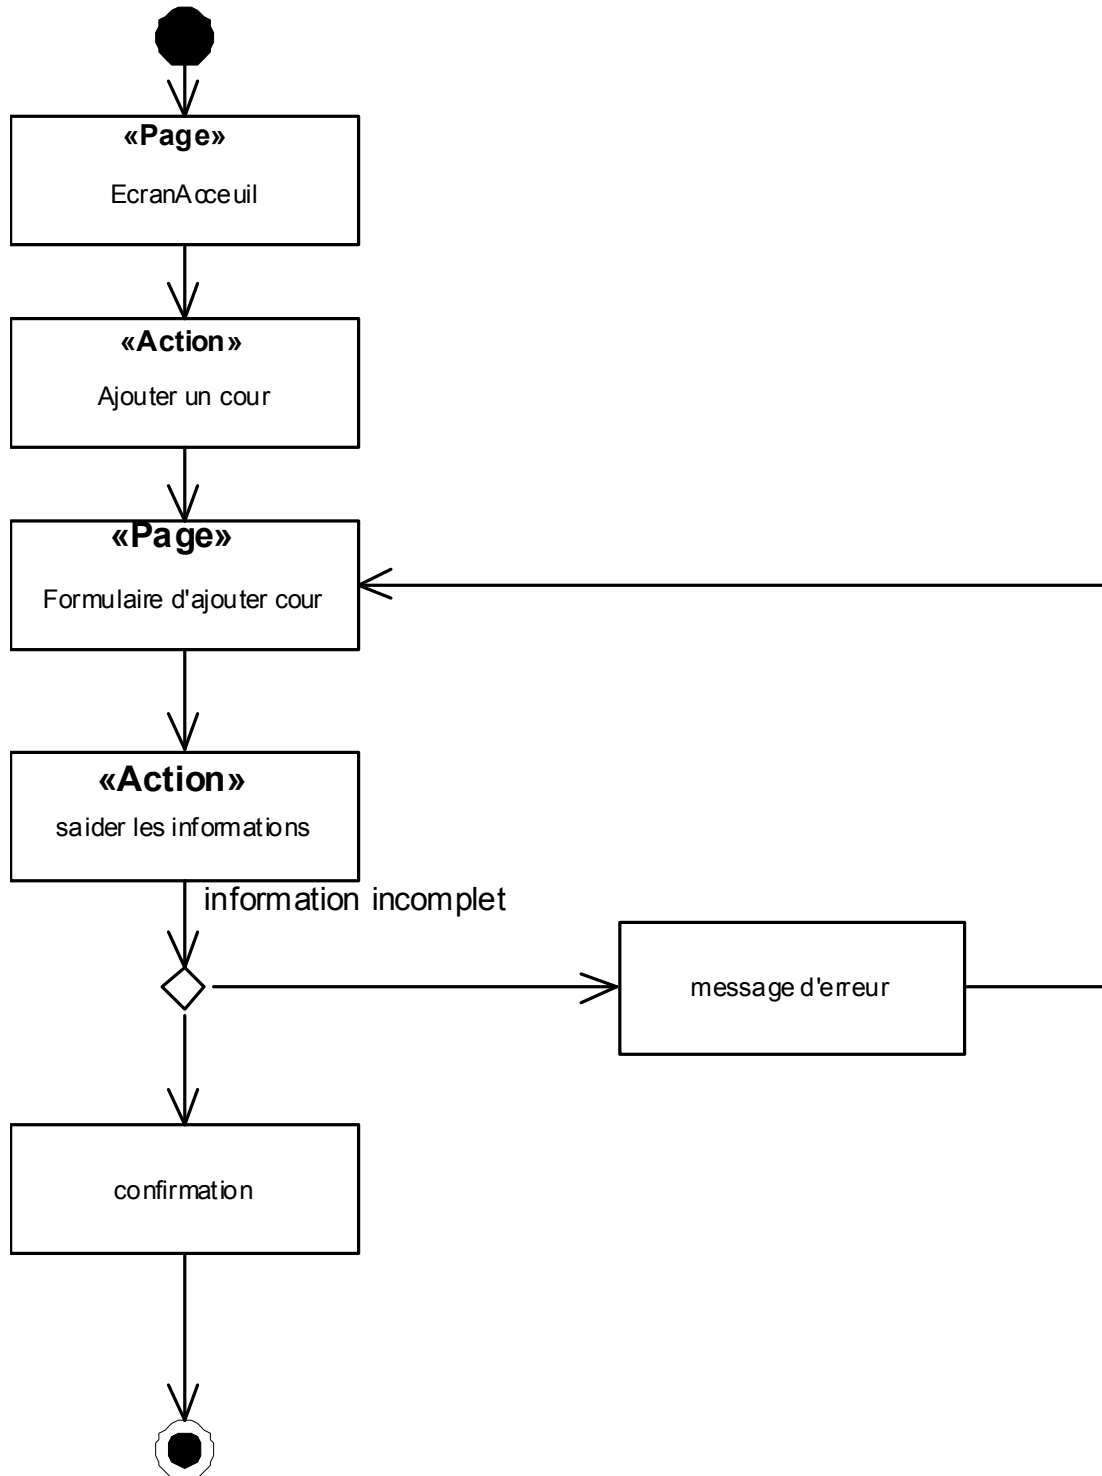 «Page»
EcranAcceuil
«Action»
Ajouter un cour
«Page»
Formulaire d'ajouter cour
«Action»
saider les informations
information incomplet
message d'erreur
confirmation